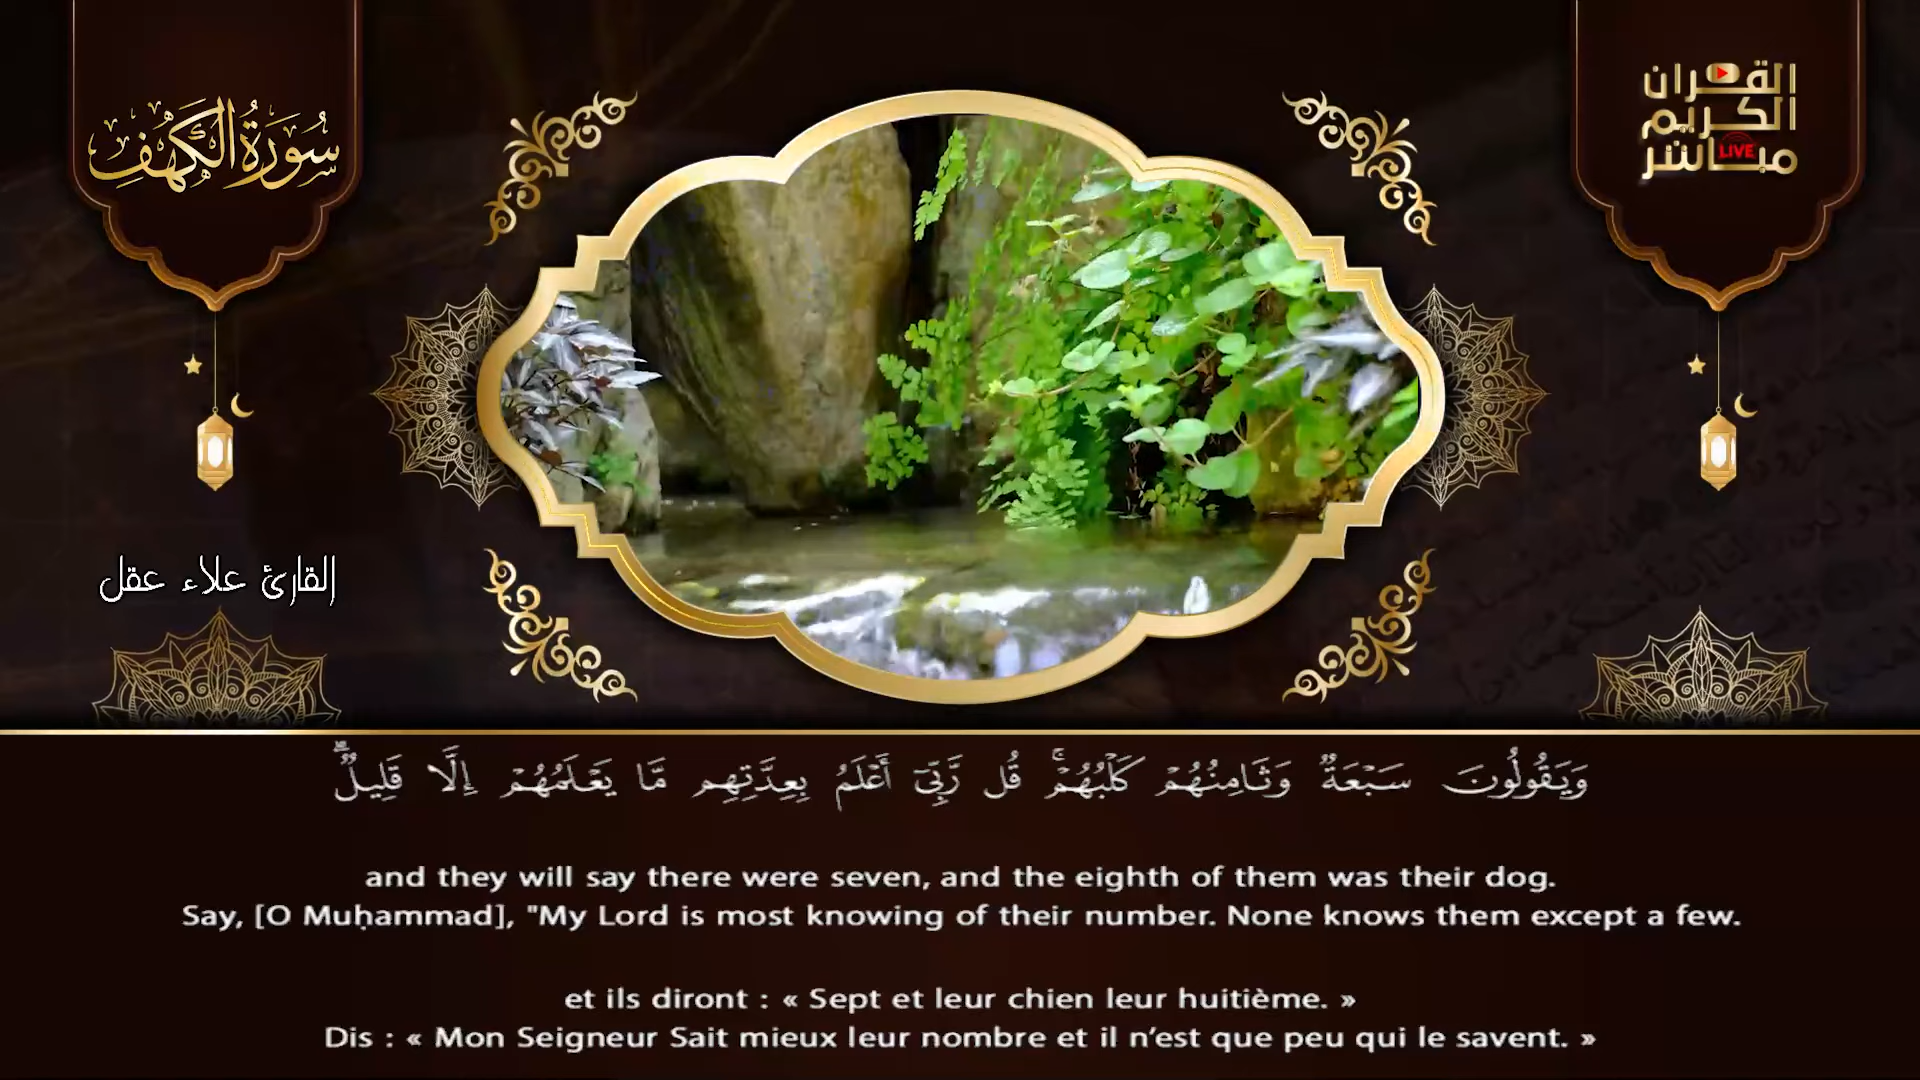 سُورَةُ الْكَهْفِ
القرآن
الكريم
مباشر
LIVE
القارئ علاء عقل
وَيَقُولُونَ سَبْعَةٌ وَثَامِنُهُمْ كَلْبُهُمْ ۚ قُل رَّبِّي أَعْلَمُ بِعِدَّتِهِم مَّا يَعْلَمُهُمْ إِلَّا قَلِيلٌ ۗ
and they will say there were seven, and the eighth of them was their dog.
Say, [O Muḥammad], "My Lord is most knowing of their number. None knows them except a few.
et ils diront : « Sept et leur chien leur huitième. »
Dis : « Mon Seigneur Sait mieux leur nombre et il n’est que peu qui le savent. »